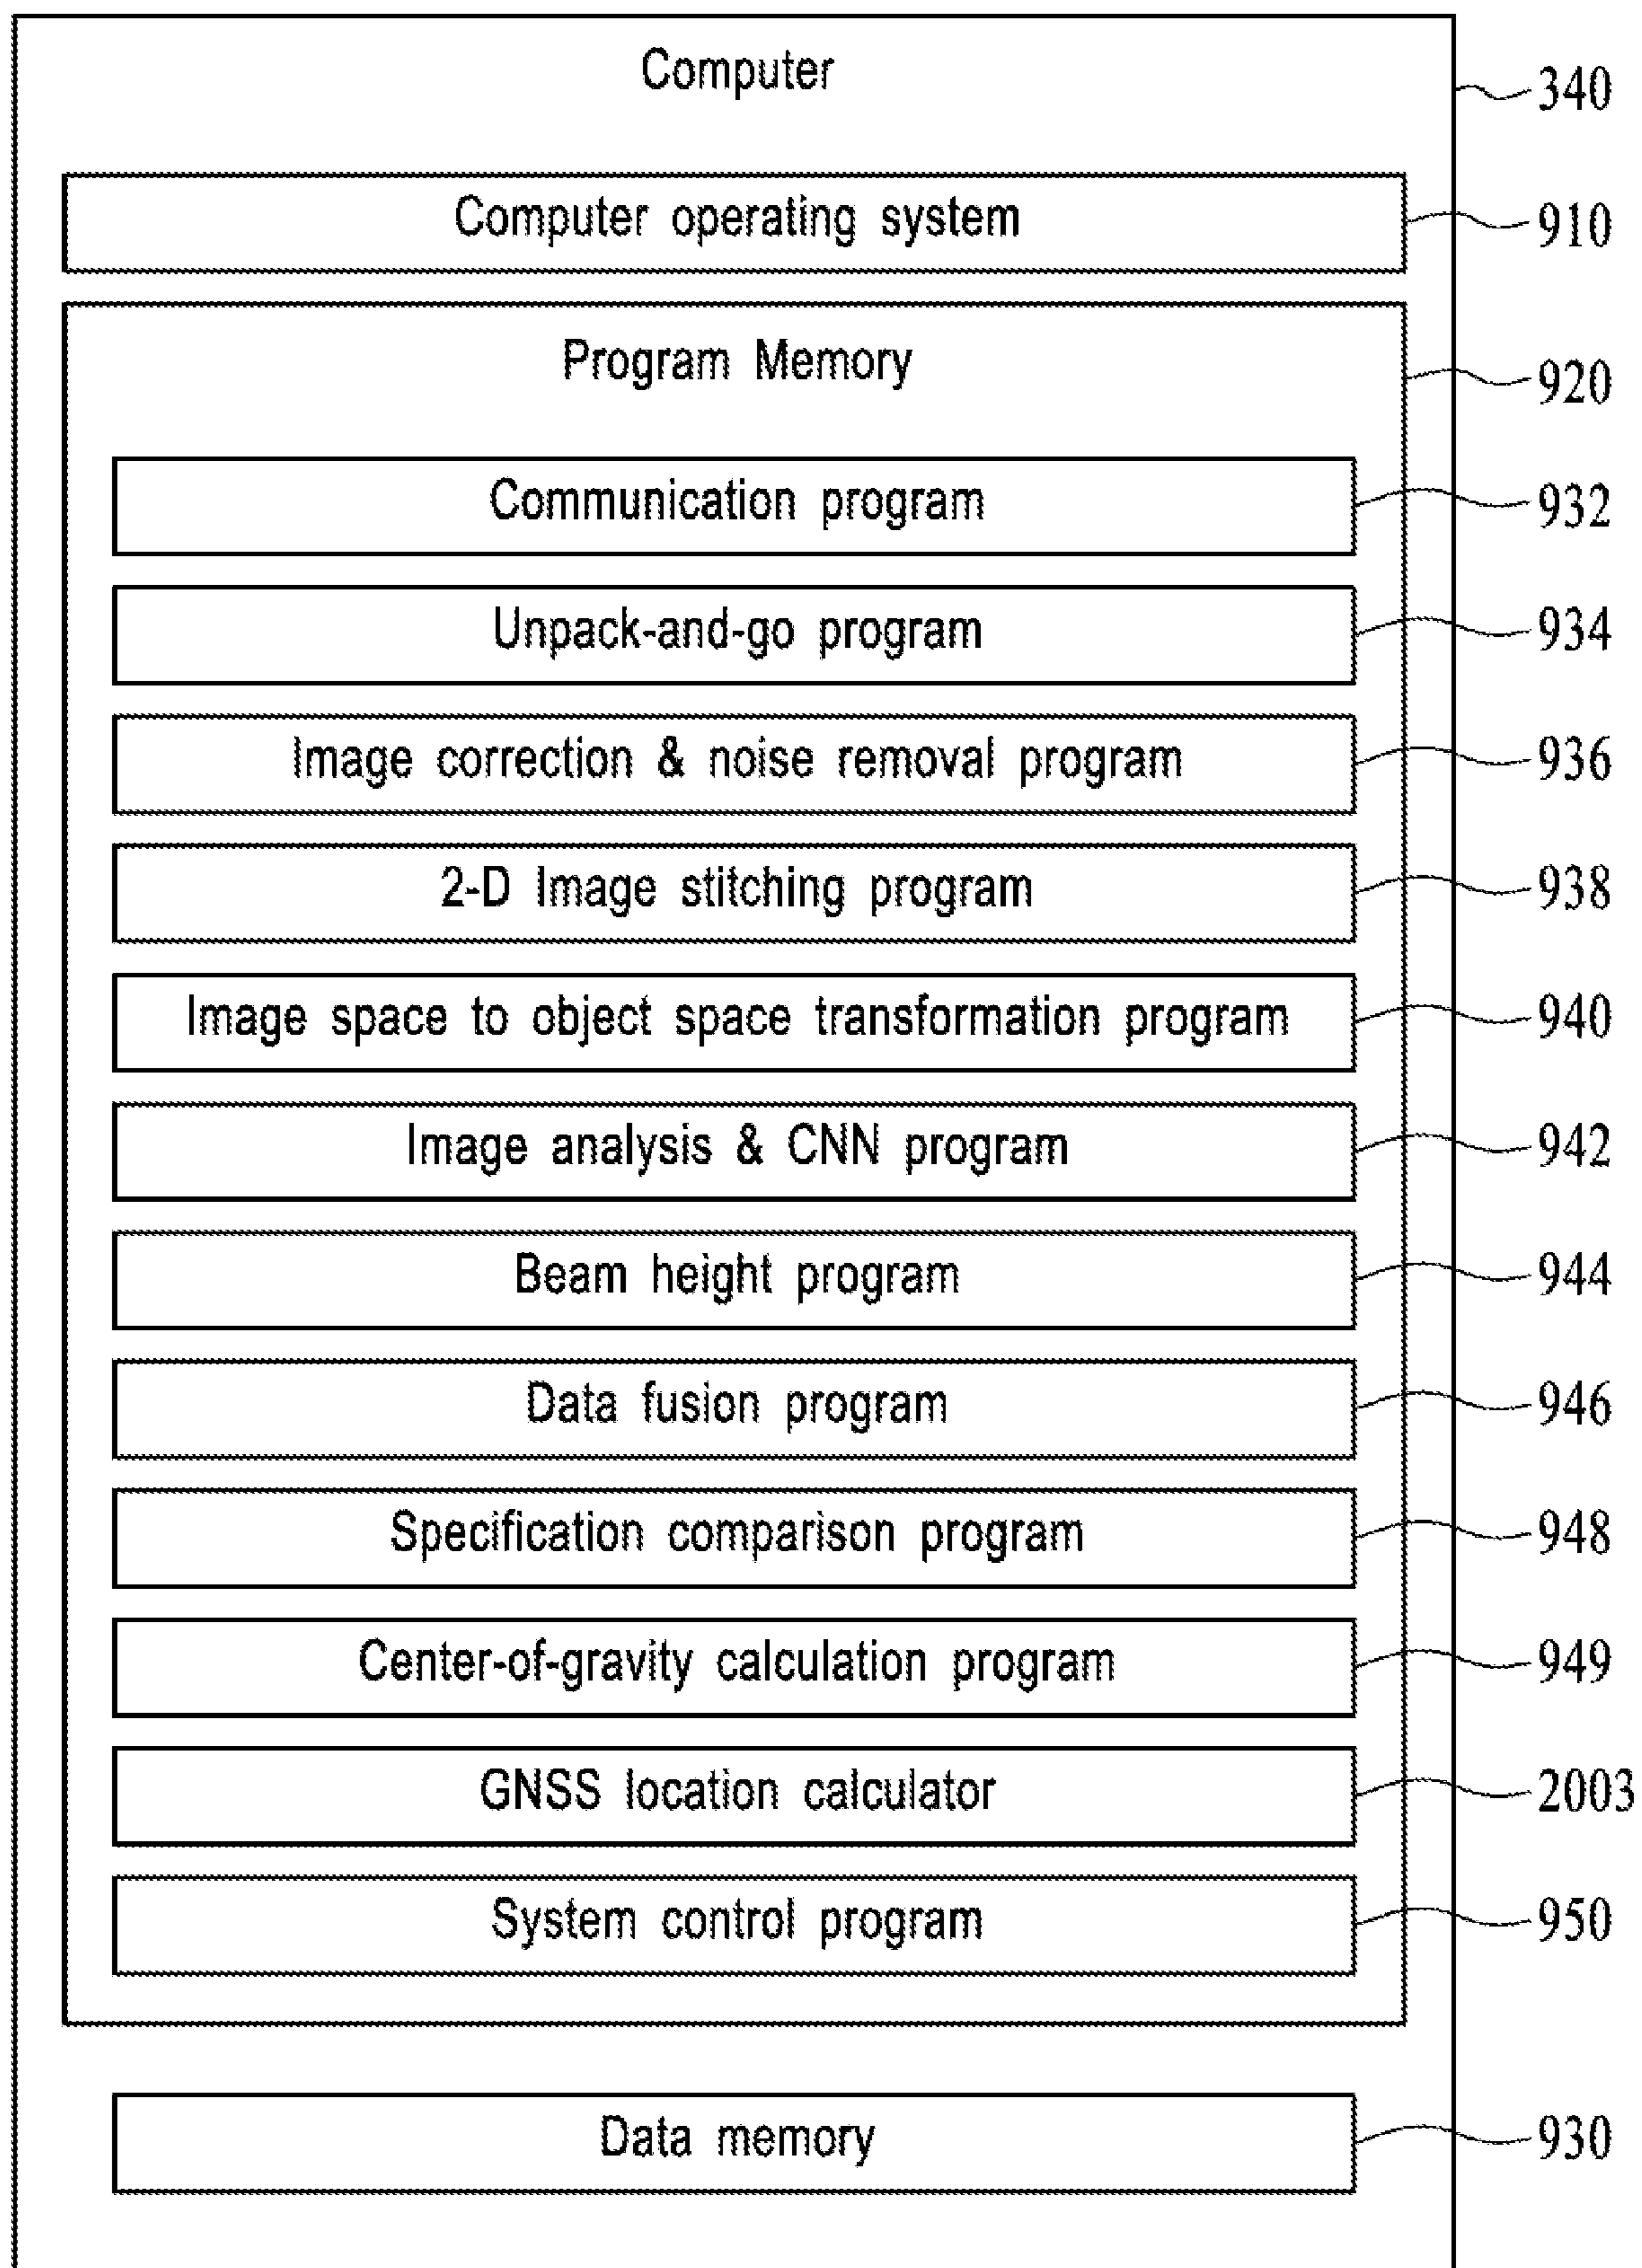 Computer
340
Computer operating system
910
Program Memory
920
Communication program
932
Unpack-and-go program
934
Image correction & noise removal program
936
2-D Image stitching program
938
Image space to object space transformation program
940
Image analysis & CNN program
942
Beam height program
944
Data fusion program
946
Specification comparison program
948
Center-of-gravity calculation program
949
GNSS location calculator
2003
System control program
950
Data memory
930